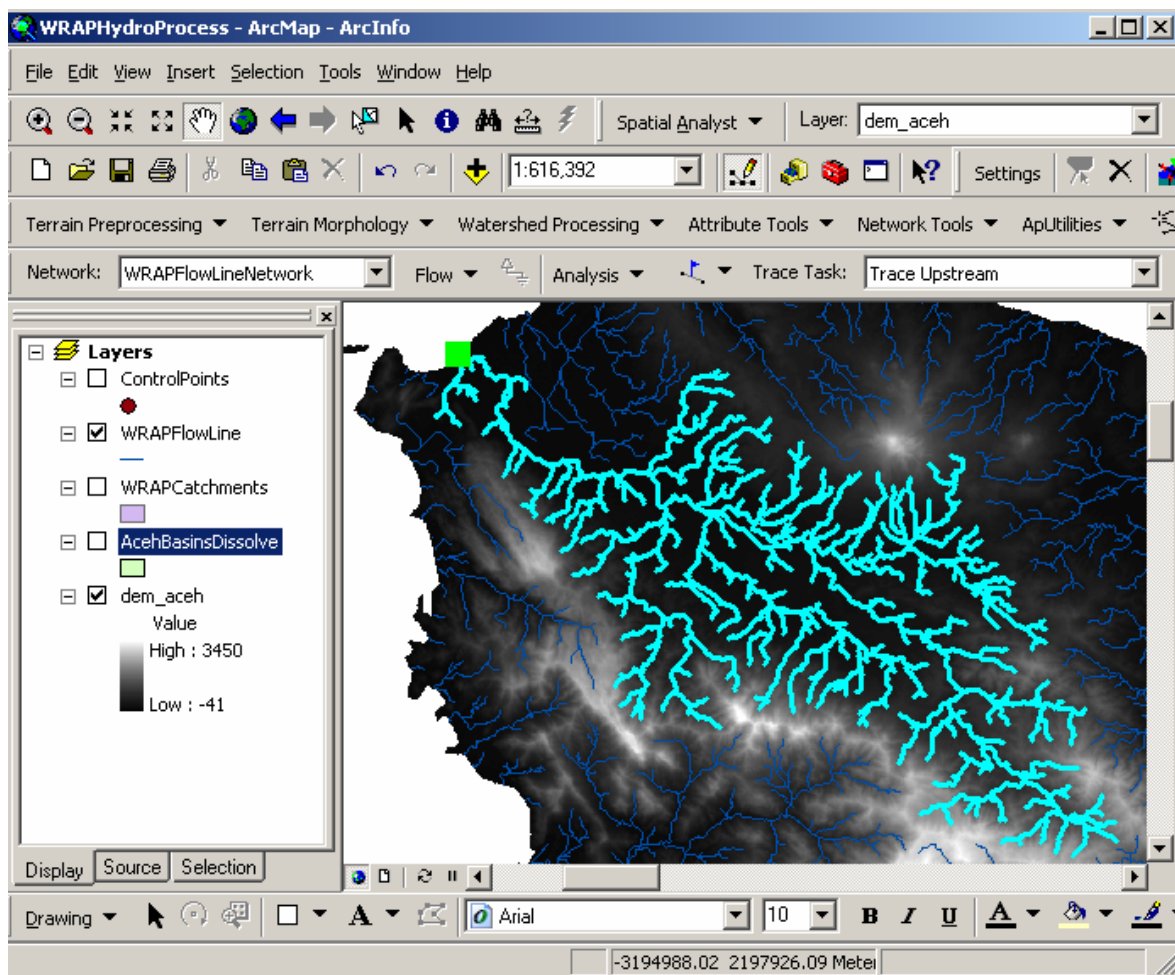 WRAPHydroProcess - ArcMap - ArcInfo
File Edit View Insert Selection Tools Window Help
Spatial Analyst Layer: dem_aceh
1:616,392 Settings
Terrain Preprocessing Terrain Morphology Watershed Processing Attribute Tools Network Tools ApUtilities
Network: WRAPFlowLineNetwork Flow Analysis Trace Task: Trace Upstream
Layers
ControlPoints
WRAPFlowLine
WRAPCatchments
AcehBasinsDissolve
dem_aceh
Value
High : 3450
Low : -41
Display Source Selection
Drawing A Arial 10 B I U A
-3194988.02 2197926.09 Meter